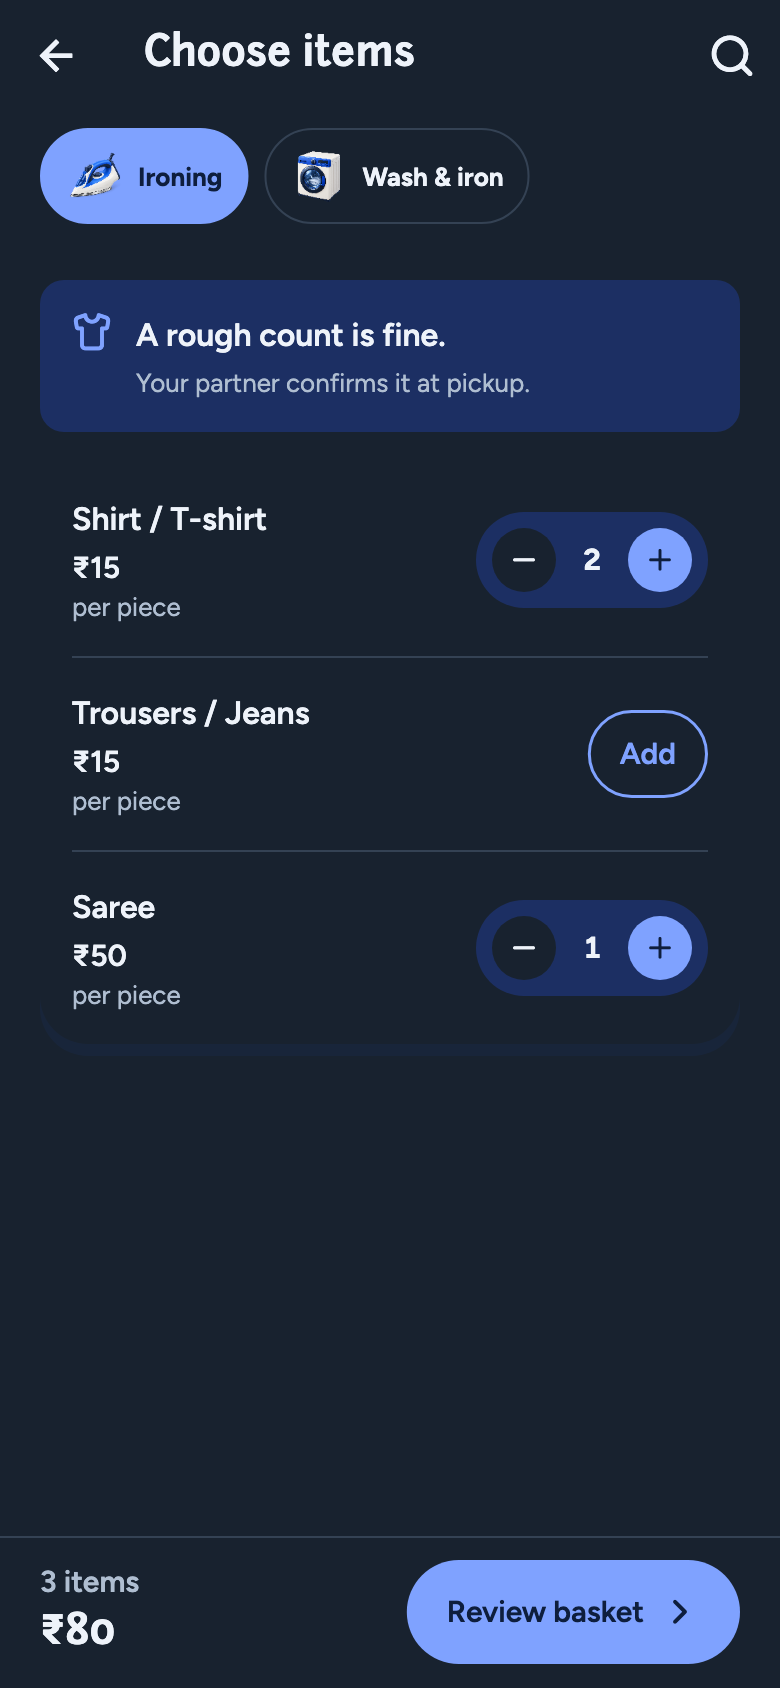 Choose items
Ironing
Wash & iron
A rough count is fine.
Your partner confirms it at pickup.
Shirt / T-shirt
₹15
per piece
2
Trousers / Jeans
₹15
per piece
Add
Saree
₹50
per piece
1
3 items
₹80
Review basket